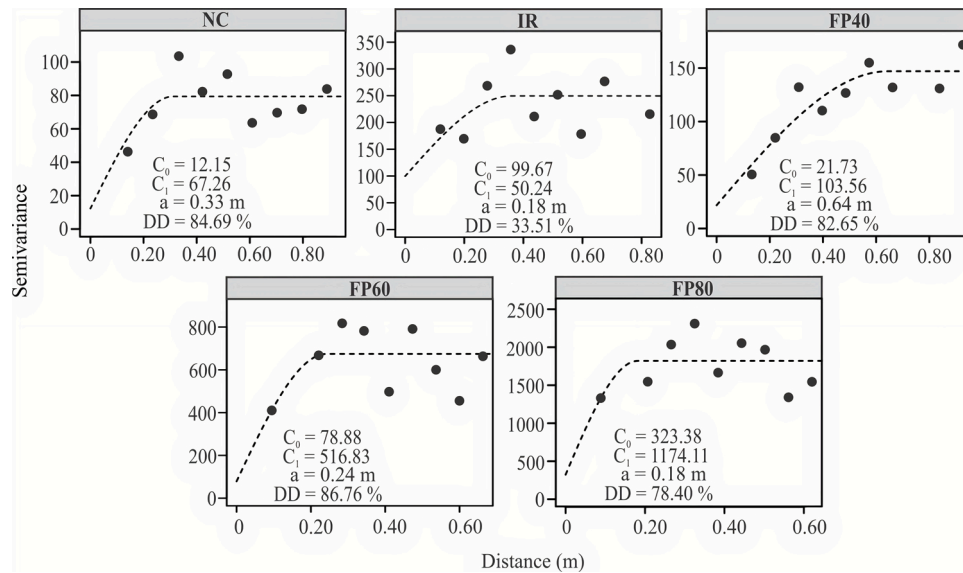 NC
100
80
60
40
20
0
C₀ = 12.15
C₁ = 67.26
a = 0.33 m
DD = 84.69 %
0 0.20 0.40 0.60 0.80
IR
350
300
250
200
150
100
50
0
C₀ = 99.67
C₁ = 50.24
a = 0.18 m
DD = 33.51 %
0 0.20 0.40 0.60 0.80
FP40
150
100
50
0
C₀ = 21.73
C₁ = 103.56
a = 0.64 m
DD = 82.65 %
0 0.20 0.40 0.60 0.80
Semivariance
FP60
800
600
400
200
0
C₀ = 78.88
C₁ = 516.83
a = 0.24 m
DD = 86.76 %
0 0.20 0.40 0.60
FP80
2500
2000
1500
1000
500
0
C₀ = 323.38
C₁ = 1174.11
a = 0.18 m
DD = 78.40 %
0 0.20 0.40 0.60
Distance (m)